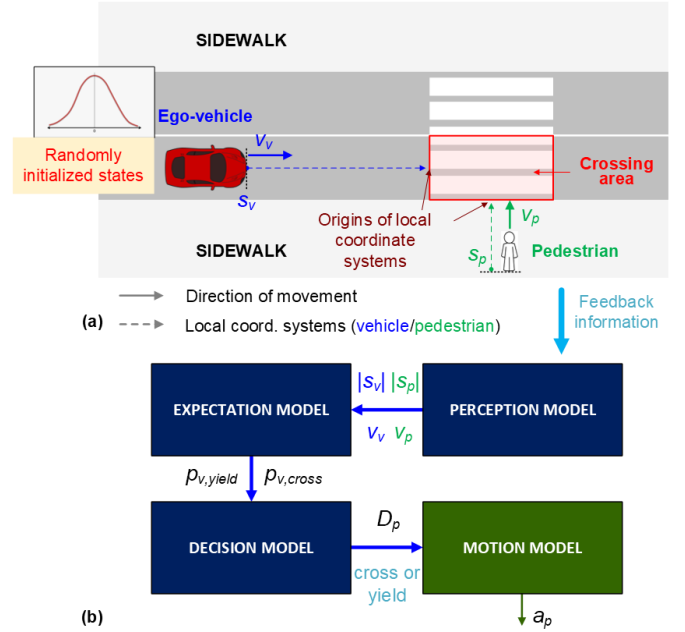 SIDEWALK
Ego-vehicle
Randomly
initialized states
v_v
s_v
Crossing
area
Origins of local
coordinate
systems
v_p
s_p
Pedestrian
SIDEWALK
Direction of movement
(a)
Local coord. systems (vehicle/pedestrian)
Feedback
information
|s_v| |s_p|
EXPECTATION MODEL
PERCEPTION MODEL
v_v v_p
p_v,yield p_v,cross
D_p
DECISION MODEL
MOTION MODEL
cross or
yield
(b)
a_p